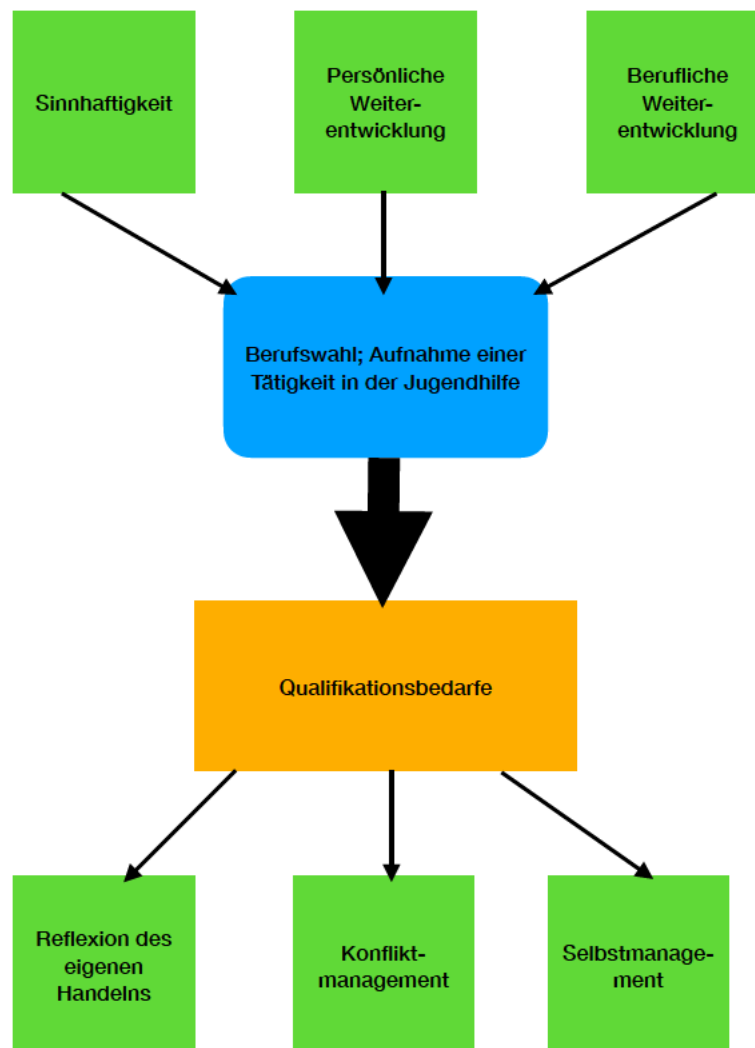 Sinnhaftigkeit
Persönliche
Weiter-
entwicklung
Berufliche
Weiter-
entwicklung
Berufswahl; Aufnahme einer
Tätigkeit in der Jugendhilfe
Qualifikationsbedarfe
Reflexion des
eigenen
Handelns
Konflikt-
management
Selbstmanage-
ment